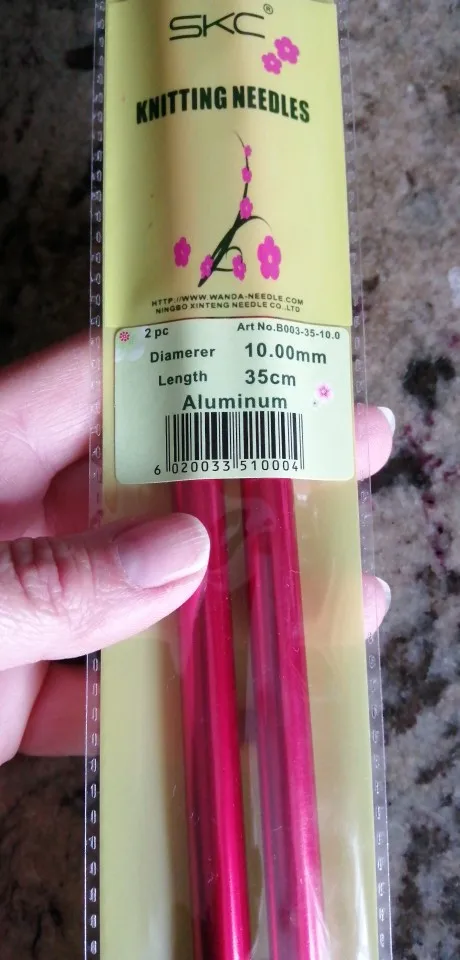 SKC®
KNITTING NEEDLES
HTTP://WWW.WANDA-NEEDLE.COM
NINGBO XINTENG NEEDLE CO.,LTD
2 pc Art No.B003-35-10.0
Diamerer 10.00mm
Length 35cm
Aluminum
6 020033 510004